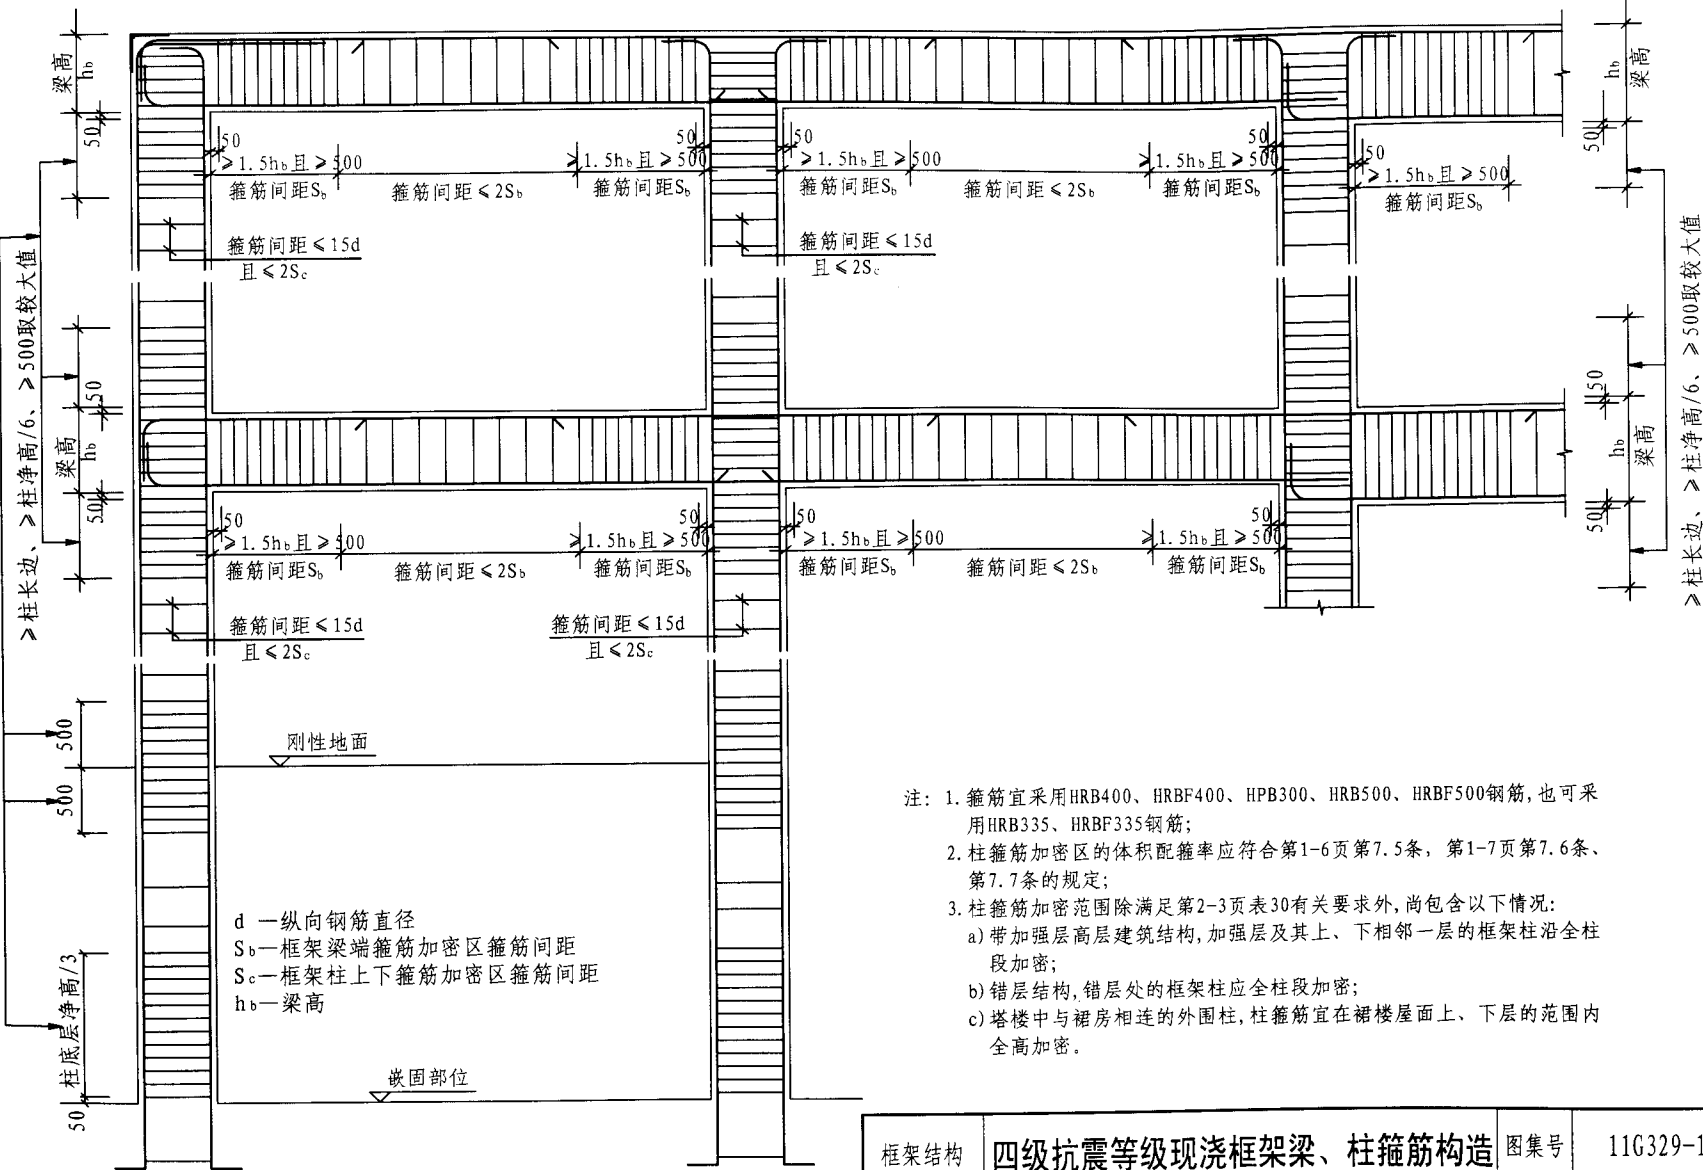 梁高
hb
50
≥柱长边、≥柱净高/6、≥500取较大值
50
≥1.5hb且≥500
箍筋间距Sb
箍筋间距≤2Sb
50
≥1.5hb且≥500
箍筋间距Sb
50
≥1.5hb且≥500
箍筋间距Sb
箍筋间距≤2Sb
50
≥1.5hb且≥500
箍筋间距Sb
50
≥1.5hb且≥500
箍筋间距Sb
hb
梁高
50
≥柱长边、≥柱净高/6、≥500取较大值
箍筋间距≤15d
且≤2Sc
箍筋间距≤15d
且≤2Sc
50
梁高
hb
50
50
hb
梁高
50
50
≥1.5hb且≥500
箍筋间距Sb
箍筋间距≤2Sb
50
≥1.5hb且≥500
箍筋间距Sb
50
≥1.5hb且≥500
箍筋间距Sb
箍筋间距≤2Sb
50
≥1.5hb且≥500
箍筋间距Sb
箍筋间距≤15d
且≤2Sc
箍筋间距≤15d
且≤2Sc
500
500
刚性地面
d —纵向钢筋直径
Sb—框架梁端箍筋加密区箍筋间距
Sc—框架柱上下箍筋加密区箍筋间距
hb—梁高
柱底层净高/3
50
嵌固部位
注: 1. 箍筋宜采用HRB400、HRBF400、HPB300、HRB500、HRBF500钢筋,也可采
用HRB335、HRBF335钢筋;
2. 柱箍筋加密区的体积配箍率应符合第1-6页第7.5条, 第1-7页第7.6条、
第7.7条的规定;
3. 柱箍筋加密范围除满足第2-3页表30有关要求外,尚包含以下情况:
a) 带加强层高层建筑结构,加强层及其上、下相邻一层的框架柱沿全柱
段加密;
b) 错层结构,错层处的框架柱应全柱段加密;
c) 塔楼中与裙房相连的外围柱,柱箍筋宜在裙楼屋面上、下层的范围内
全高加密。
框架结构 四级抗震等级现浇框架梁、柱箍筋构造 图集号 11G329-1